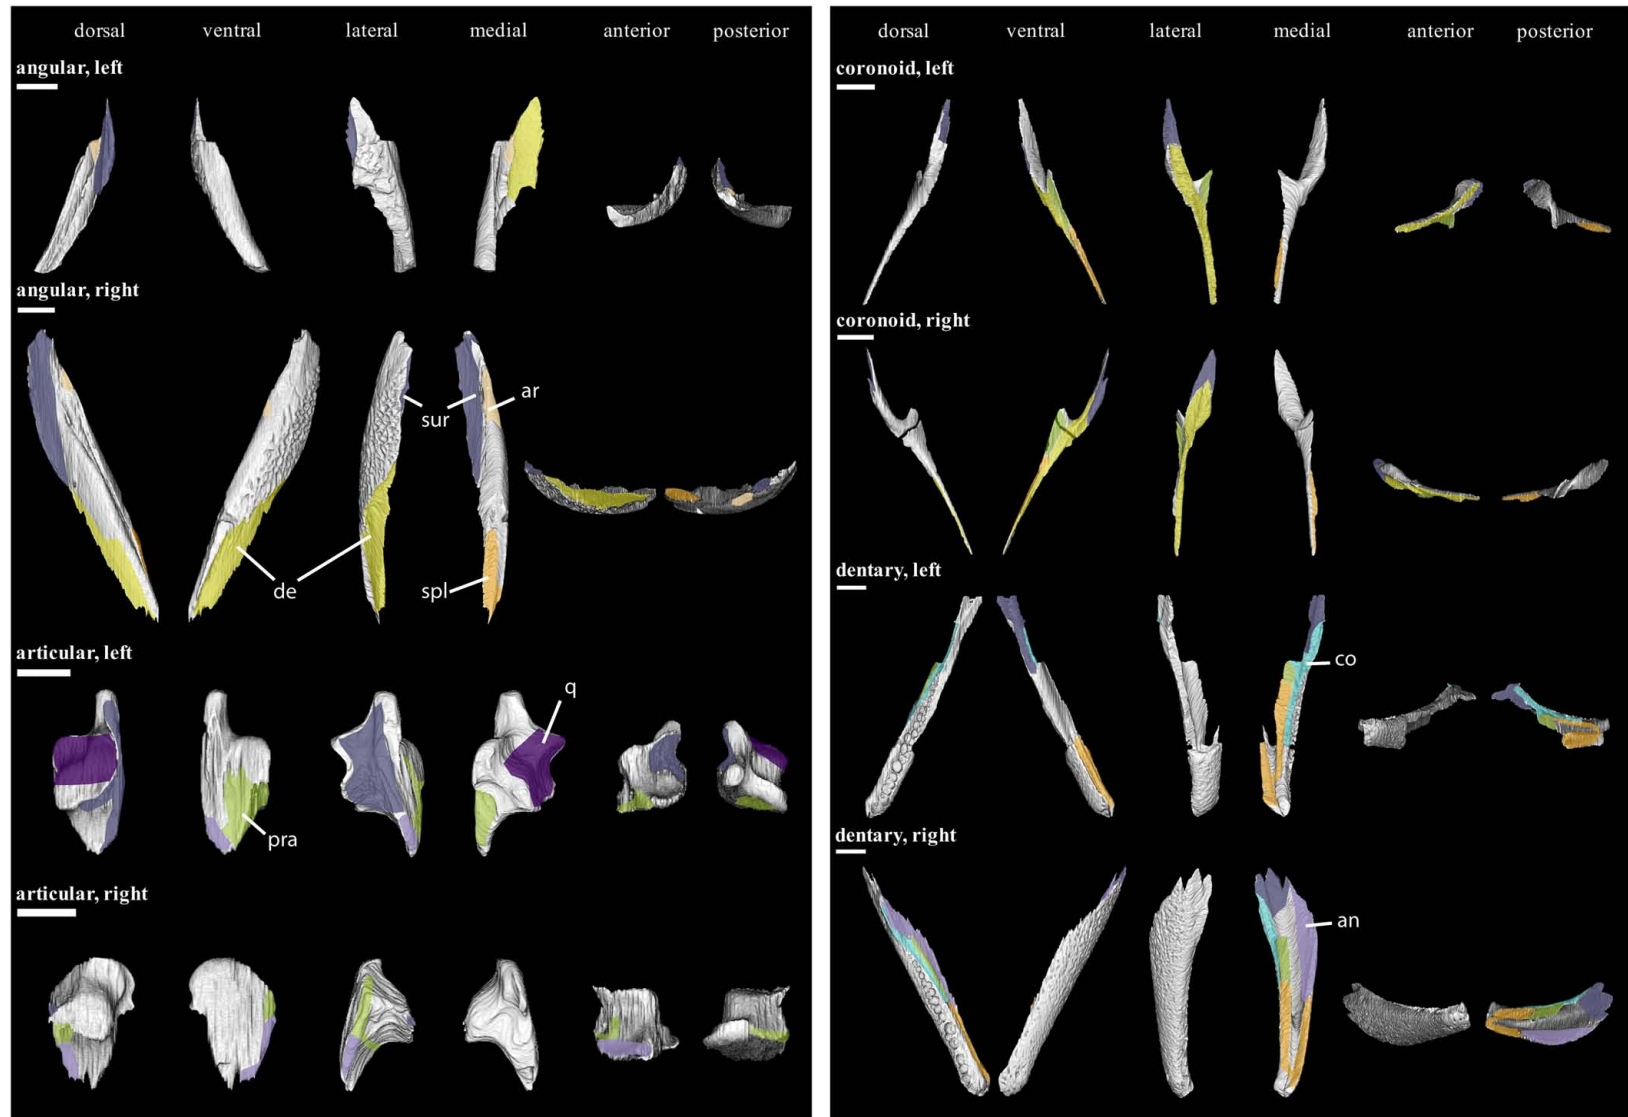 dorsal ventral lateral medial anterior posterior
angular, left
angular, right
ar
sur
de
spl
articular, left
q
pra
articular, right
dorsal ventral lateral medial anterior posterior
coronoid, left
coronoid, right
dentary, left
co
dentary, right
an